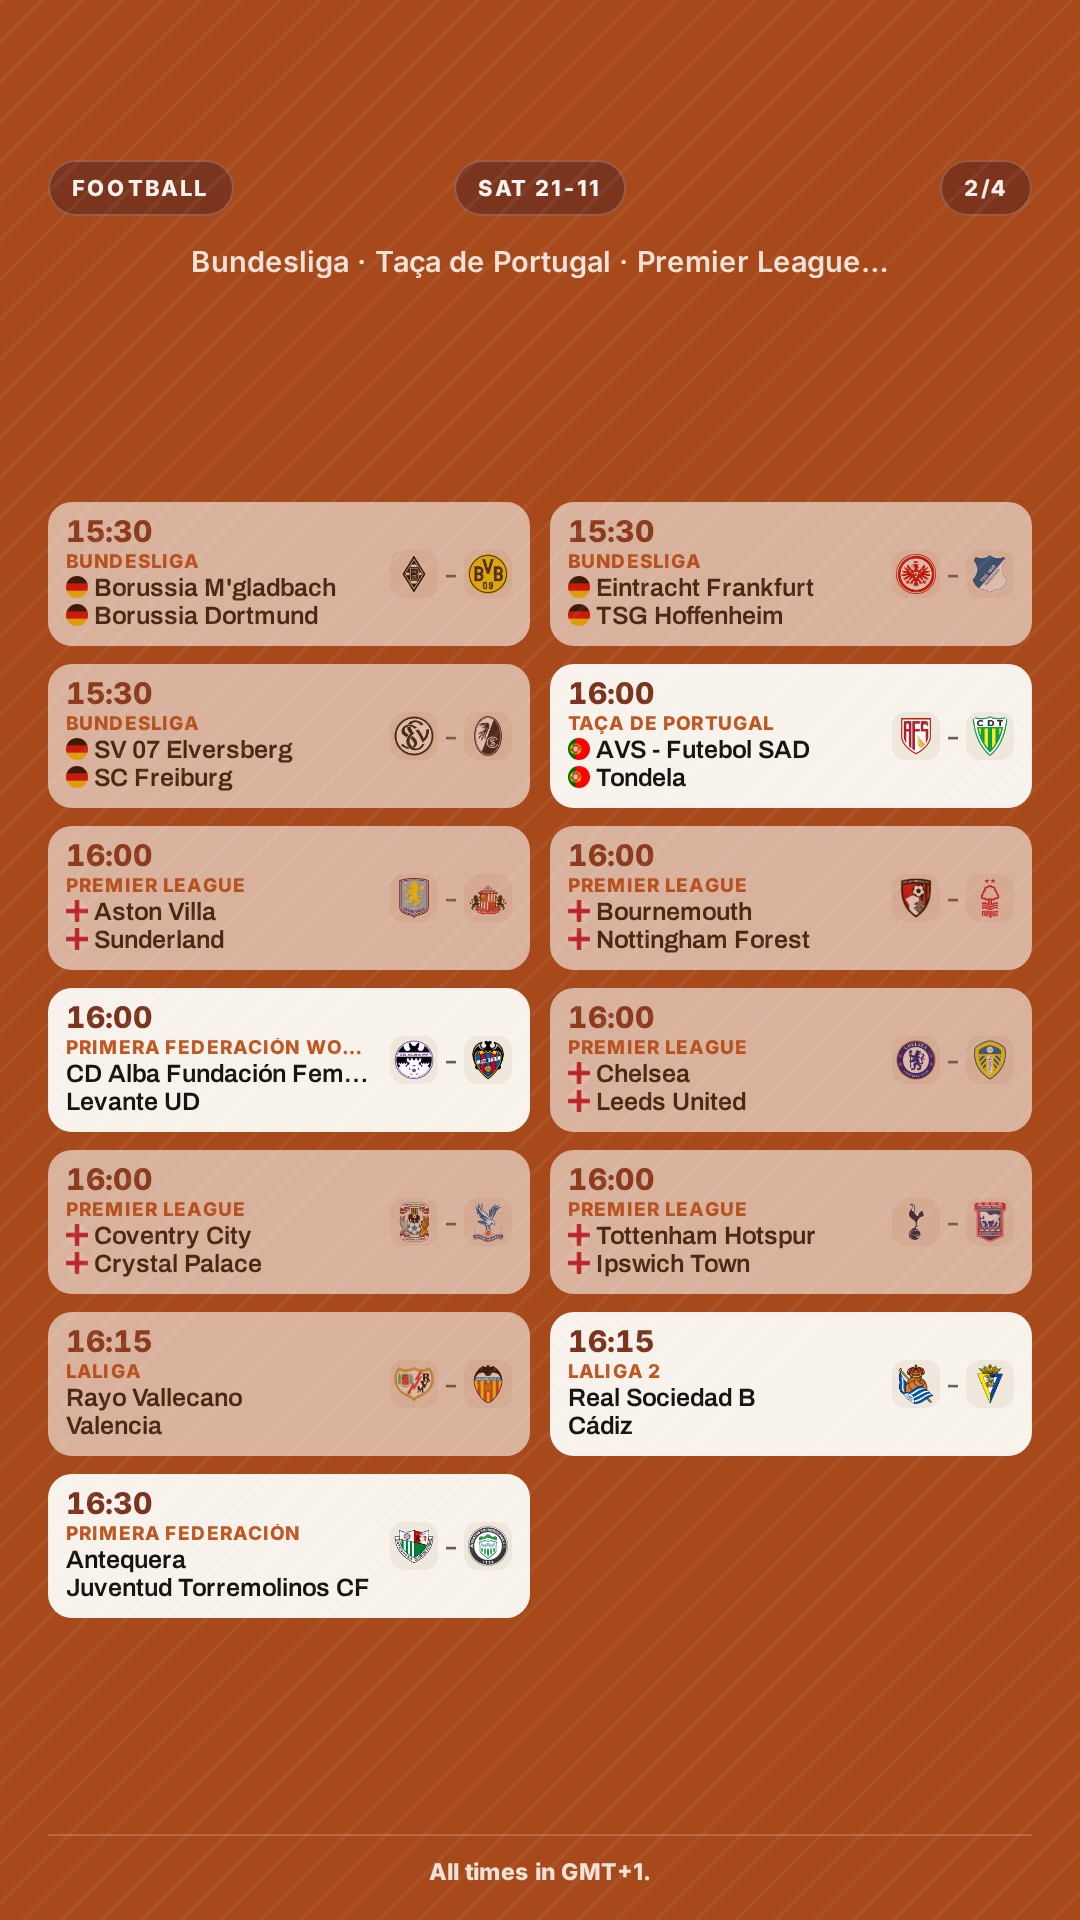 FOOTBALL
SAT 21-11
2/4
Bundesliga · Taça de Portugal · Premier League...
15:30
BUNDESLIGA
Borussia M'gladbach
Borussia Dortmund
–
BVB
09
15:30
BUNDESLIGA
Eintracht Frankfurt
TSG Hoffenheim
–
15:30
BUNDESLIGA
SV 07 Elversberg
SC Freiburg
–
16:00
TAÇA DE PORTUGAL
AVS - Futebol SAD
Tondela
AFS
–
CDT
16:00
PREMIER LEAGUE
Aston Villa
Sunderland
–
16:00
PREMIER LEAGUE
Bournemouth
Nottingham Forest
–
16:00
PRIMERA FEDERACIÓN WO...
CD Alba Fundación Fem...
Levante UD
–
16:00
PREMIER LEAGUE
Chelsea
Leeds United
–
16:00
PREMIER LEAGUE
Coventry City
Crystal Palace
–
16:00
PREMIER LEAGUE
Tottenham Hotspur
Ipswich Town
–
16:15
LALIGA
Rayo Vallecano
Valencia
–
16:15
LALIGA 2
Real Sociedad B
Cádiz
–
16:30
PRIMERA FEDERACIÓN
Antequera
Juventud Torremolinos CF
–
All times in GMT+1.